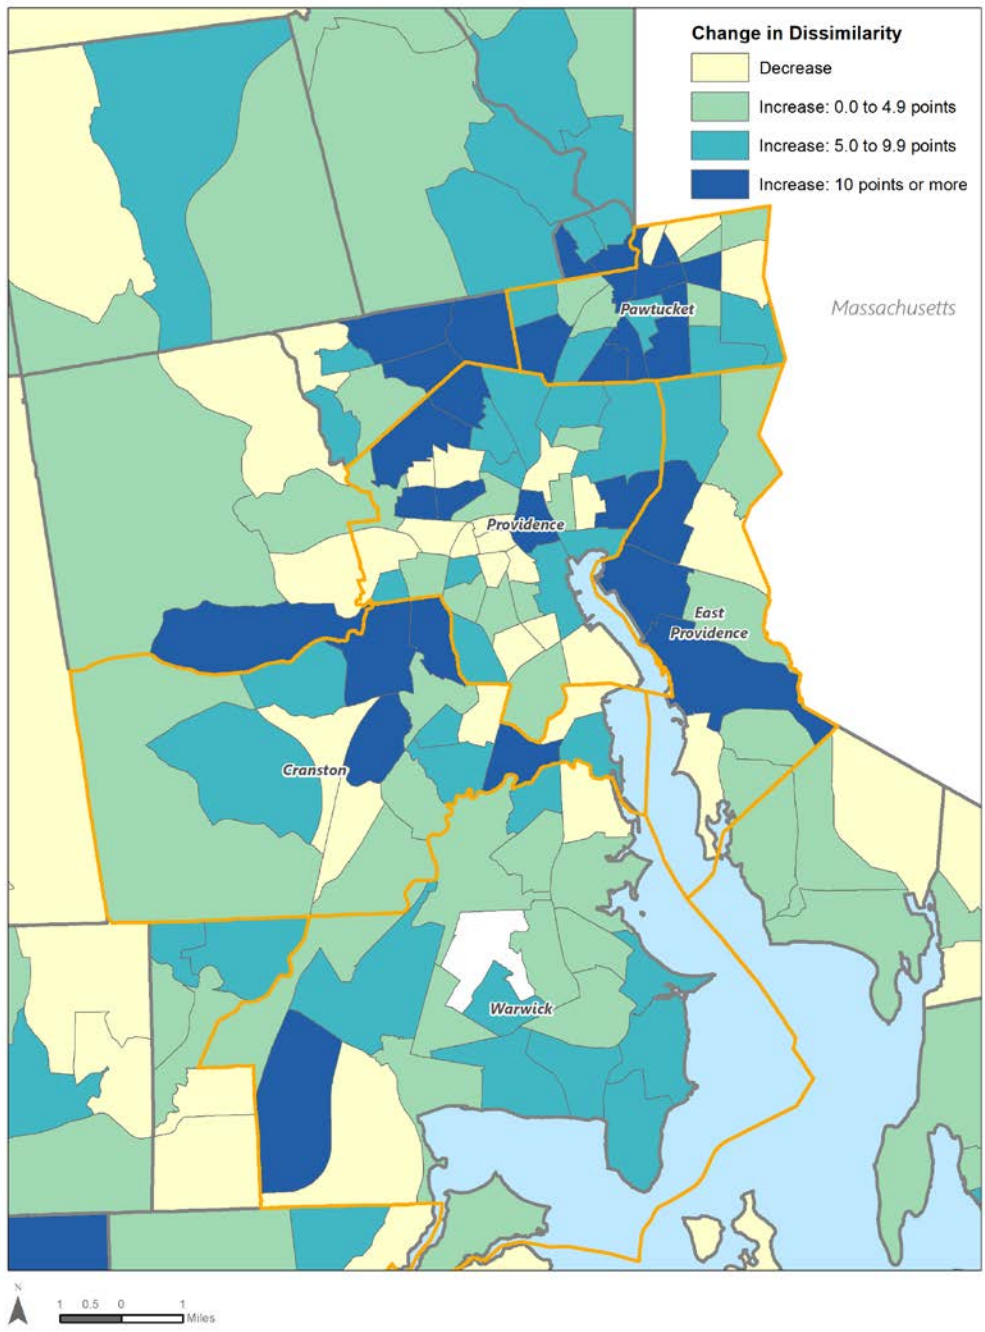 Change in Dissimilarity
Decrease
Increase: 0.0 to 4.9 points
Increase: 5.0 to 9.9 points
Increase: 10 points or more
Massachusetts
Pawtucket
Providence
East
Providence
Cranston
Warwick
N
1 0.5 0 1
Miles